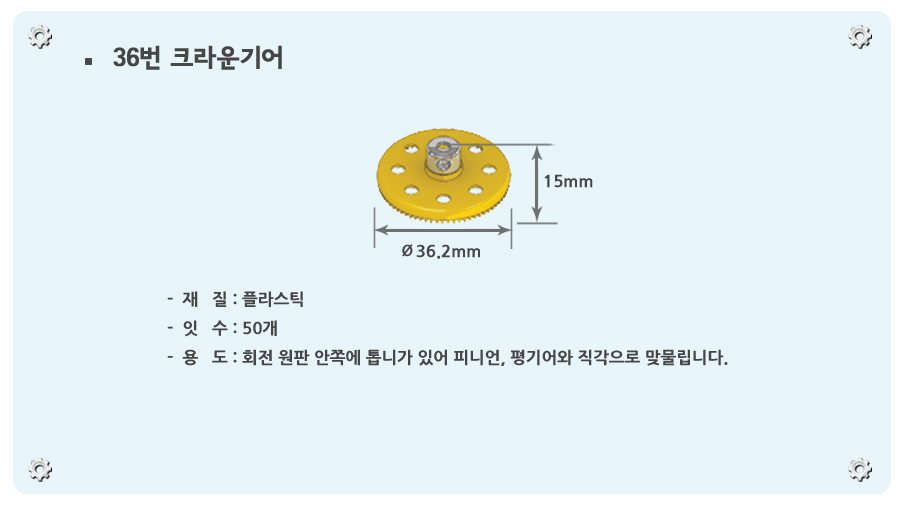 ▪ 36번 크라운기어
15mm
Ø 36.2mm
- 재 질 : 플라스틱
- 잇 수 : 50개
- 용 도 : 회전 원판 안쪽에 톱니가 있어 피니언, 평기어와 직각으로 맞물립니다.